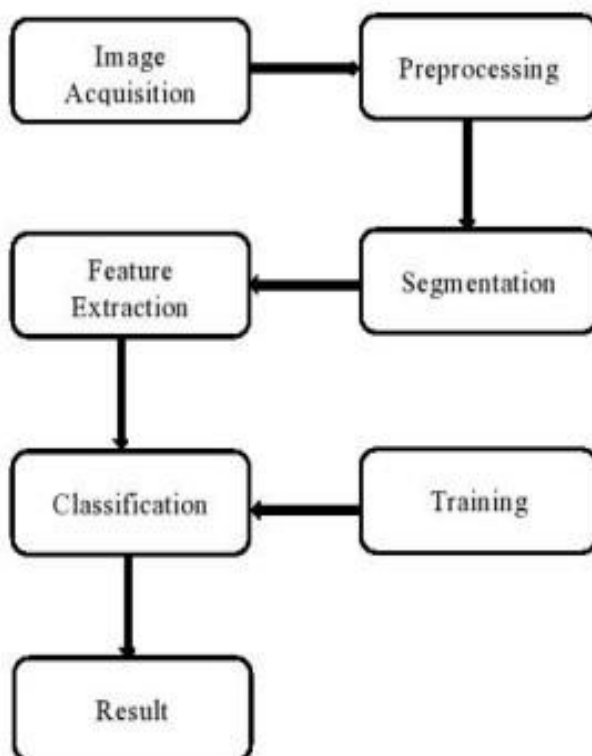 Image
Acquisition
Preprocessing
Segmentation
Feature
Extraction
Classification
Training
Result